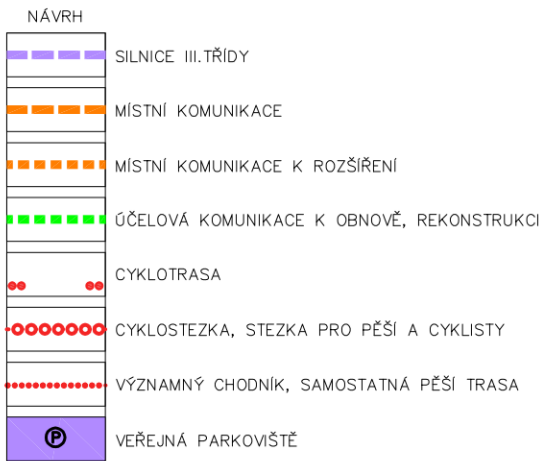 NÁVRH
SILNICE III.TŘÍDY
MÍSTNÍ KOMUNIKACE
MÍSTNÍ KOMUNIKACE K ROZŠÍŘENÍ
ÚČELOVÁ KOMUNIKACE K OBNOVĚ, REKONSTRUKCI
CYKLOTRASA
CYKLOSTEZKA, STEZKA PRO PĚŠÍ A CYKLISTY
VÝZNAMNÝ CHODNÍK, SAMOSTATNÁ PĚŠÍ TRASA
P VEŘEJNÁ PARKOVIŠTĚ